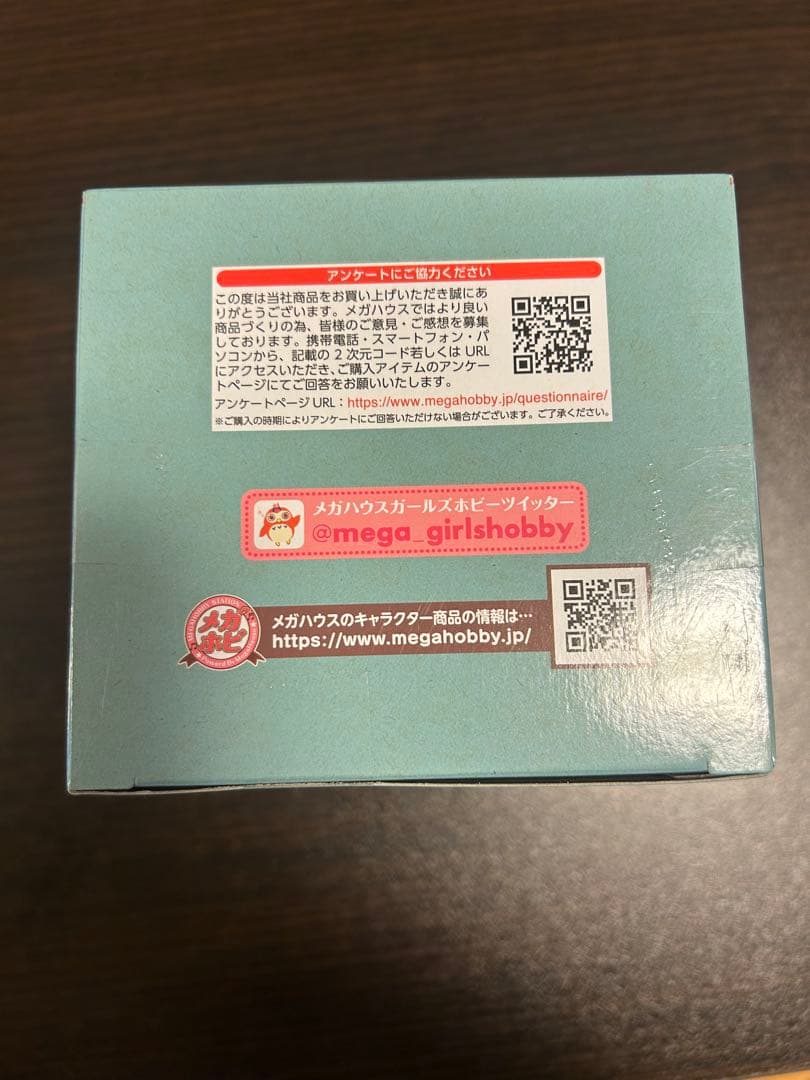 アンケートにご協力ください
この度は当社商品をお買い上げいただき誠にあ
りがとうございます。メガハウスではより良い
商品づくりの為、皆様のご意見・ご感想を募集
しております。携帯電話・スマートフォン・パ
ソコンから、記載の2次元コード若しくはURL
にアクセスいただき、ご購入アイテムのアンケー
トページにてご回答をお願いいたします。
アンケートページURL：https://www.megahobby.jp/questionnaire/
※ご購入の時期によりアンケートにご回答いただけない場合がございます。ご了承ください。
メガハウスガールズホビーツイッター
@mega_girlshobby
MEGAHOBBY STATION
メガホビ
メガハウスのキャラクター商品の情報は…
https://www.megahobby.jp/